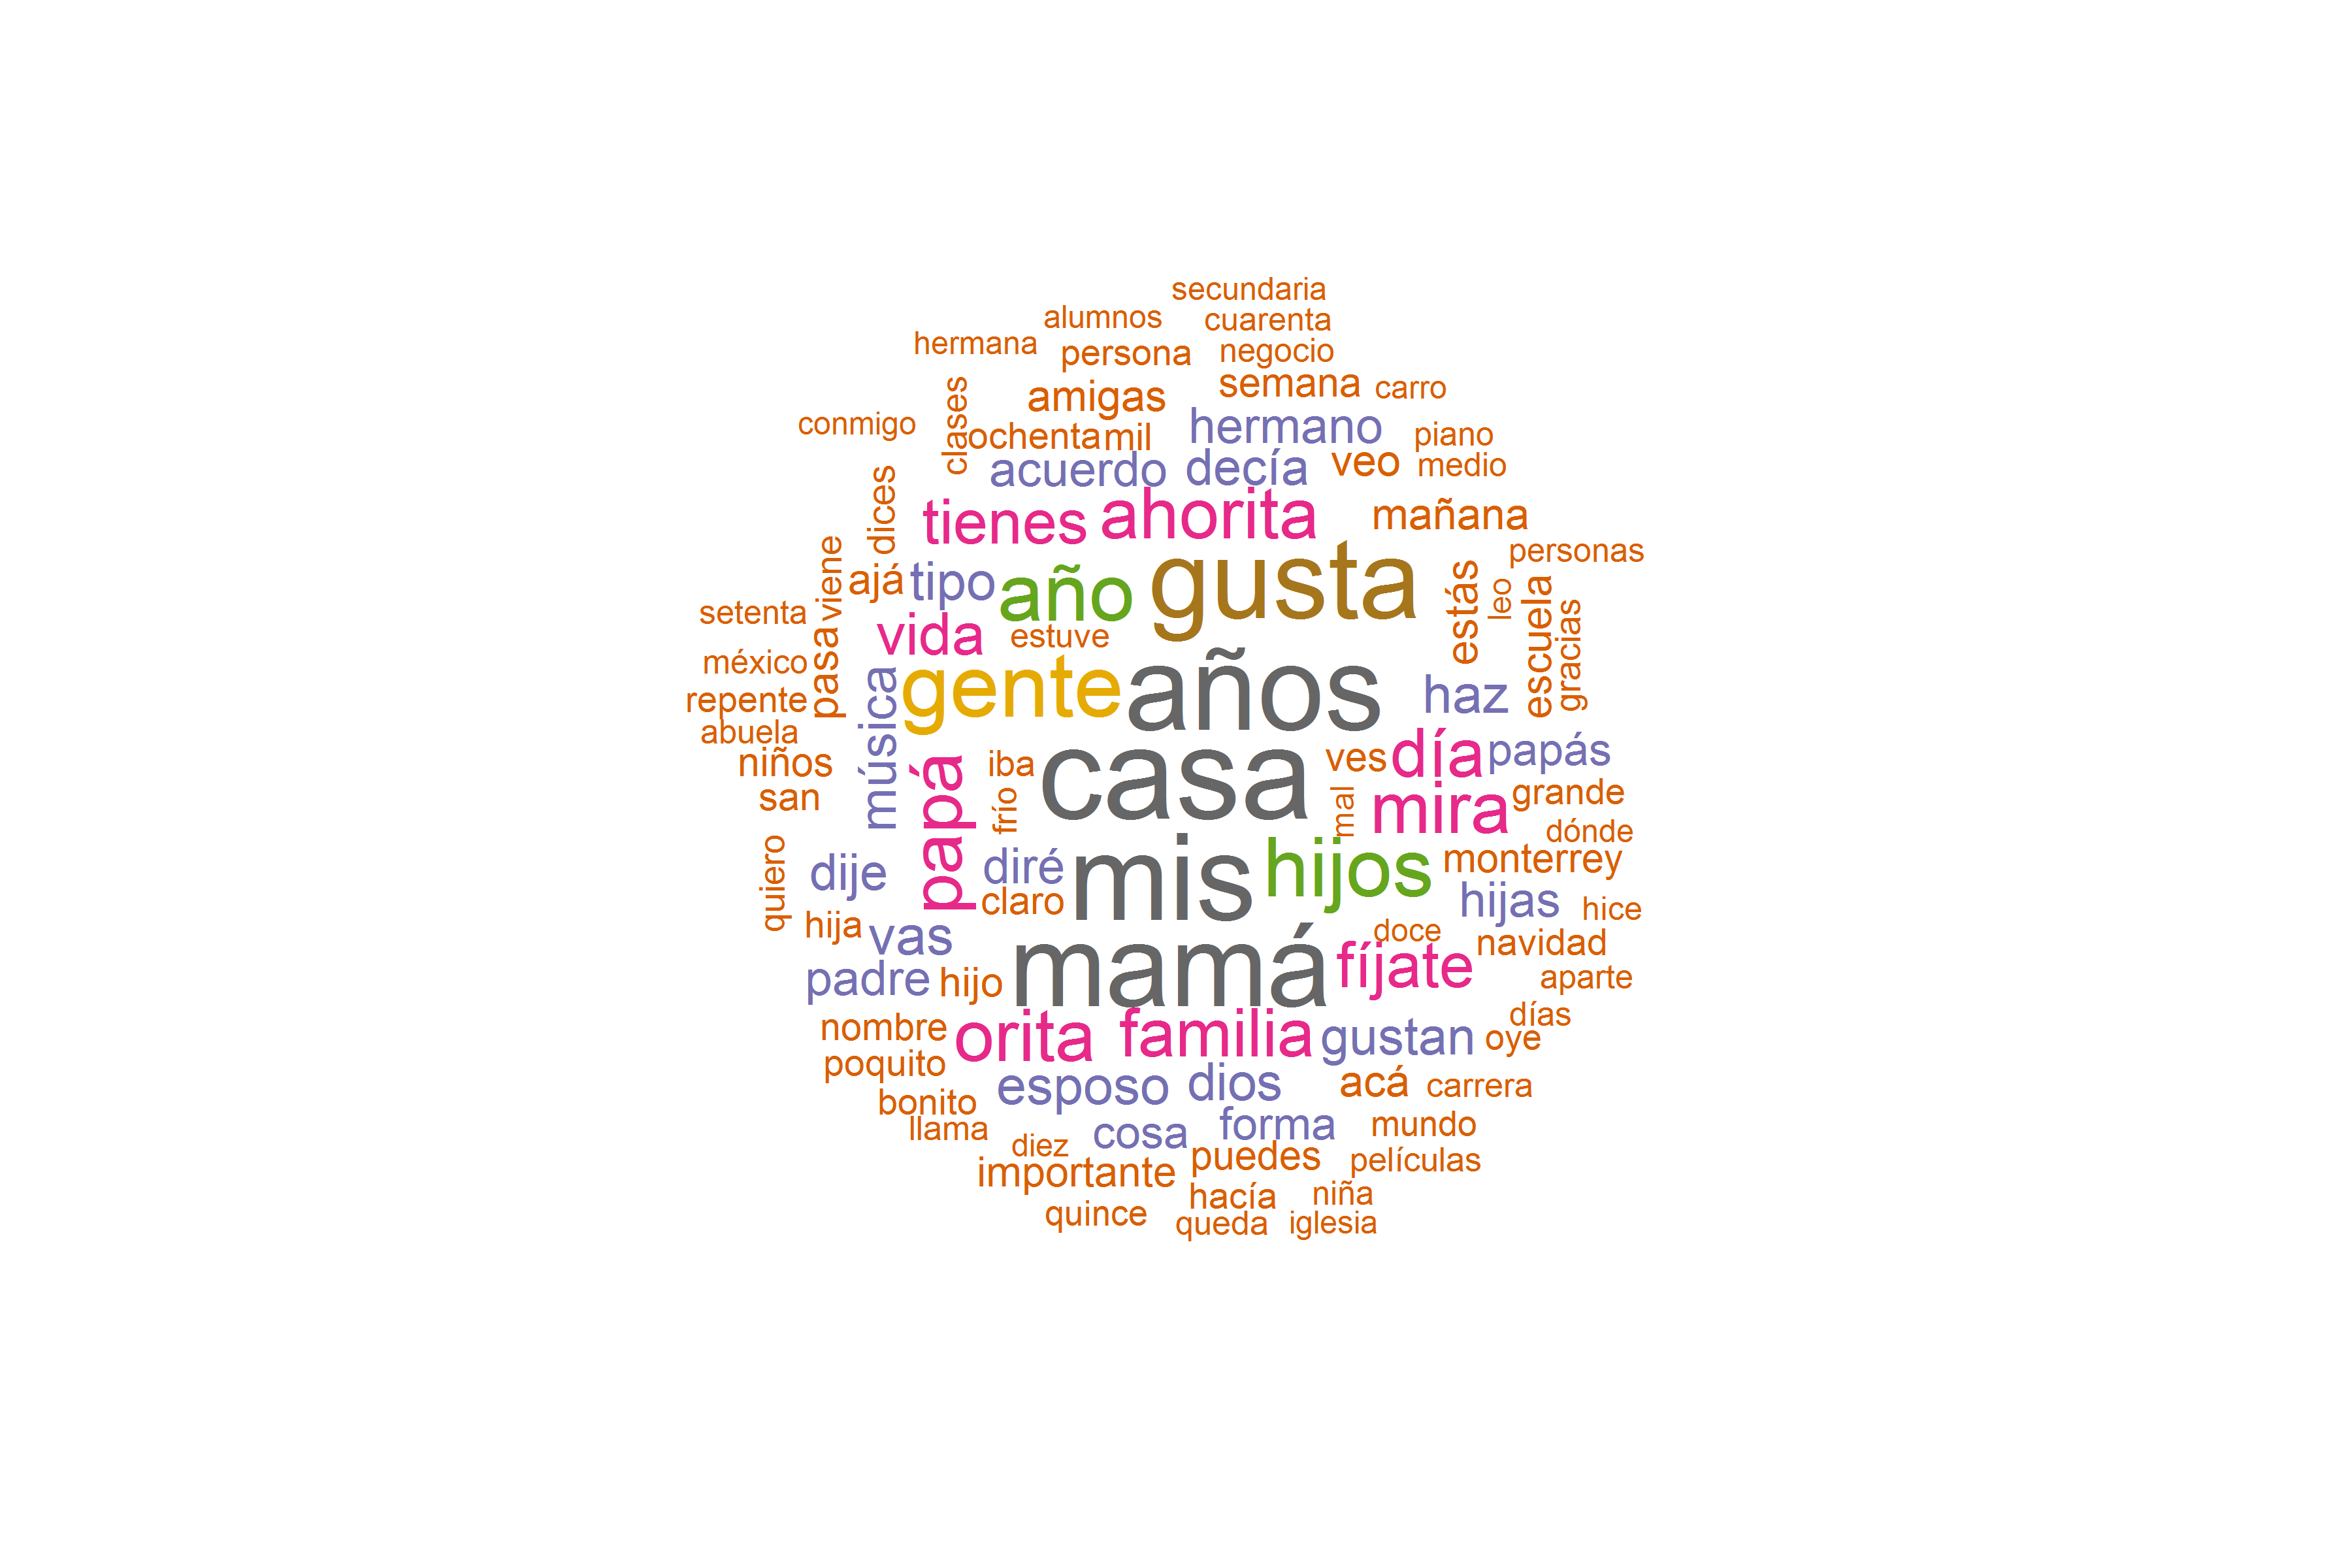 secundaria
alumnos cuarenta
hermana persona negocio
amigas semana carro
conmigo clases ochenta mil hermano piano
acuerdo decía veo medio
dices tienes ahorita mañana
viene ajá tipo año gusta estás leo escuela personas
setenta vida estuve gracias
méxico pasa música gente años haz
repente
abuela
niños papá iba casa ves día papás
san frío mal mira grande
quiero dije diré mis hijos dónde
monterrey
hija claro hijas hice
vas mamá doce navidad
padre hijo fíjate aparte
nombre orita familia gustan días
poquito oye
bonito esposo dios acá carrera
llama diez cosa forma mundo
importante puedes películas
quince hacía niña
queda iglesia